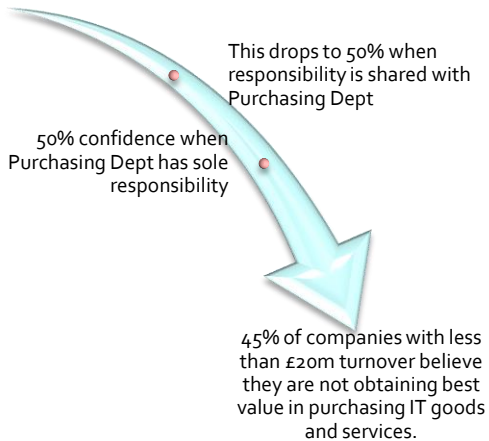 This drops to 50% when
responsibility is shared with
Purchasing Dept
50% confidence when
Purchasing Dept has sole
responsibility
45% of companies with less
than £20m turnover believe
they are not obtaining best
value in purchasing IT goods
and services.